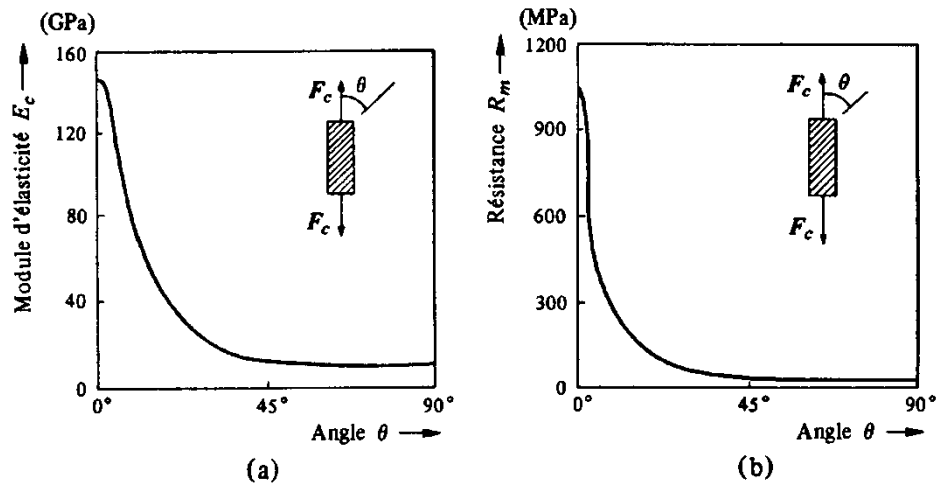 (GPa)
Module d'élasticité E_c
160
120
80
40
0
0°
45°
90°
Angle θ
F_c
θ
F_c
(a)
(MPa)
Résistance R_m
1200
900
600
300
0
0°
45°
90°
Angle θ
F_c
θ
F_c
(b)